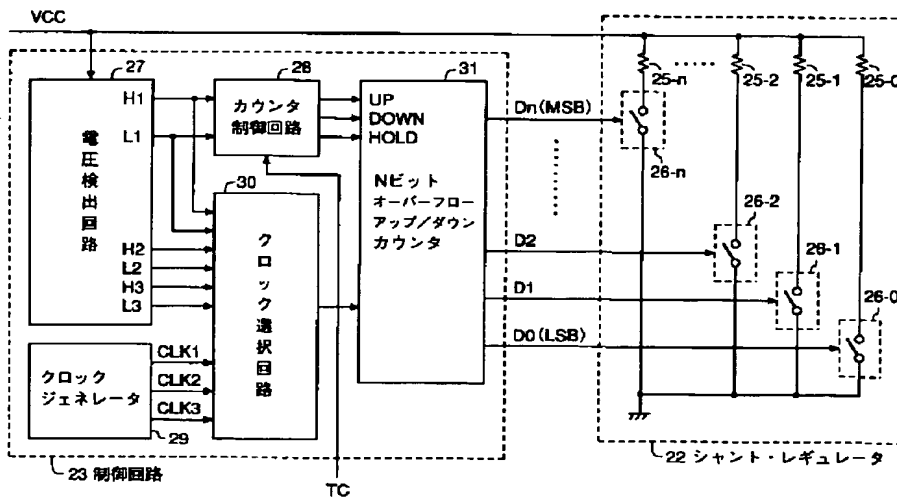 VCC
27
28
31
H1
L1
電圧検出回路
H2
L2
H3
L3
カウンタ
制御回路
UP
DOWN
HOLD
Nビット
オーバーフロー
アップ/ダウン
カウンタ
30
クロック選択回路
クロック
ジェネレータ
CLK1
CLK2
CLK3
29
23 制御回路
TC
Dn(MSB)
D2
D1
D0(LSB)
25-n
25-2
25-1
25-0
26-n
26-2
26-1
26-0
22 シャント・レギュレータ